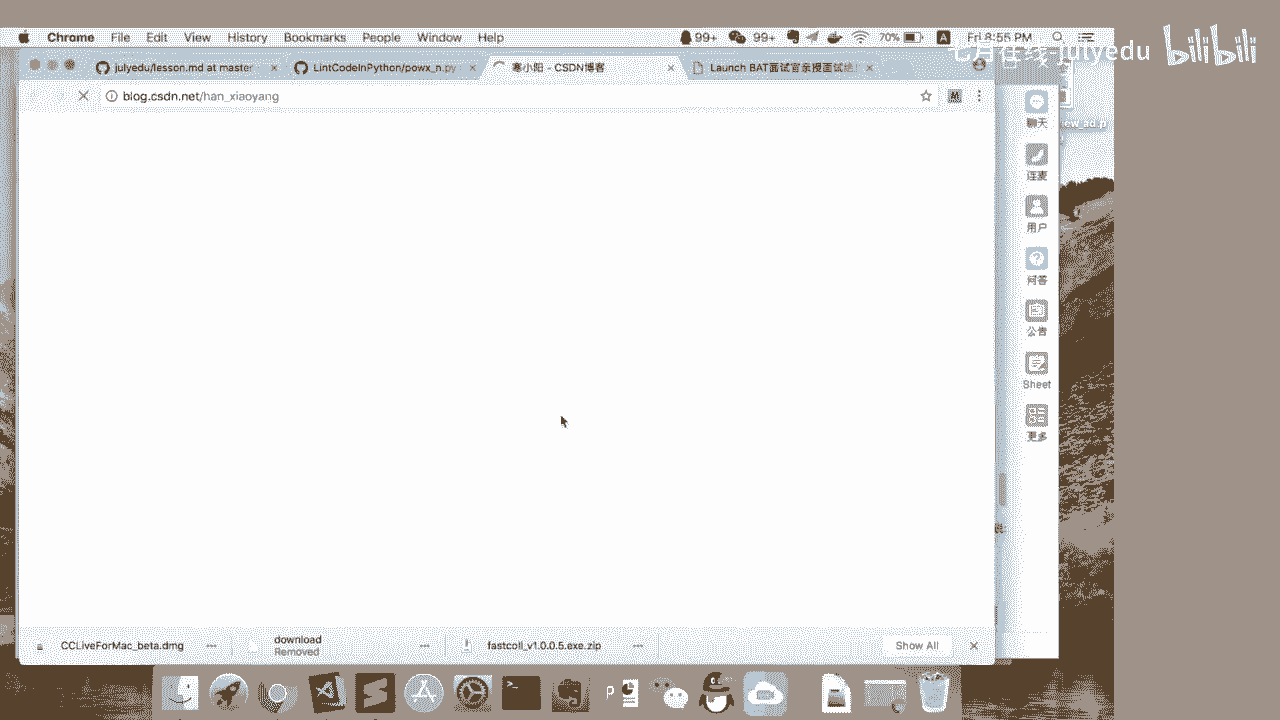 Chrome File Edit View History Bookmarks People Window Help 99+ 99+ 70% A Fri 8:55 PM
七月在线-julyedu bilibili
julyedu/lesson.md at master LintCodeInPython/powx_n.py 寒小阳 - CSDN博客 Launch BAT面试官亲授面试绝
blog.csdn.net/han_xiaoyang
聊天
连麦
用户
问答
公告
Sheet
更多
CCLiveForMac_beta.dmg
download
Removed
fastcoll_v1.0.0.5.exe.zip
Show All